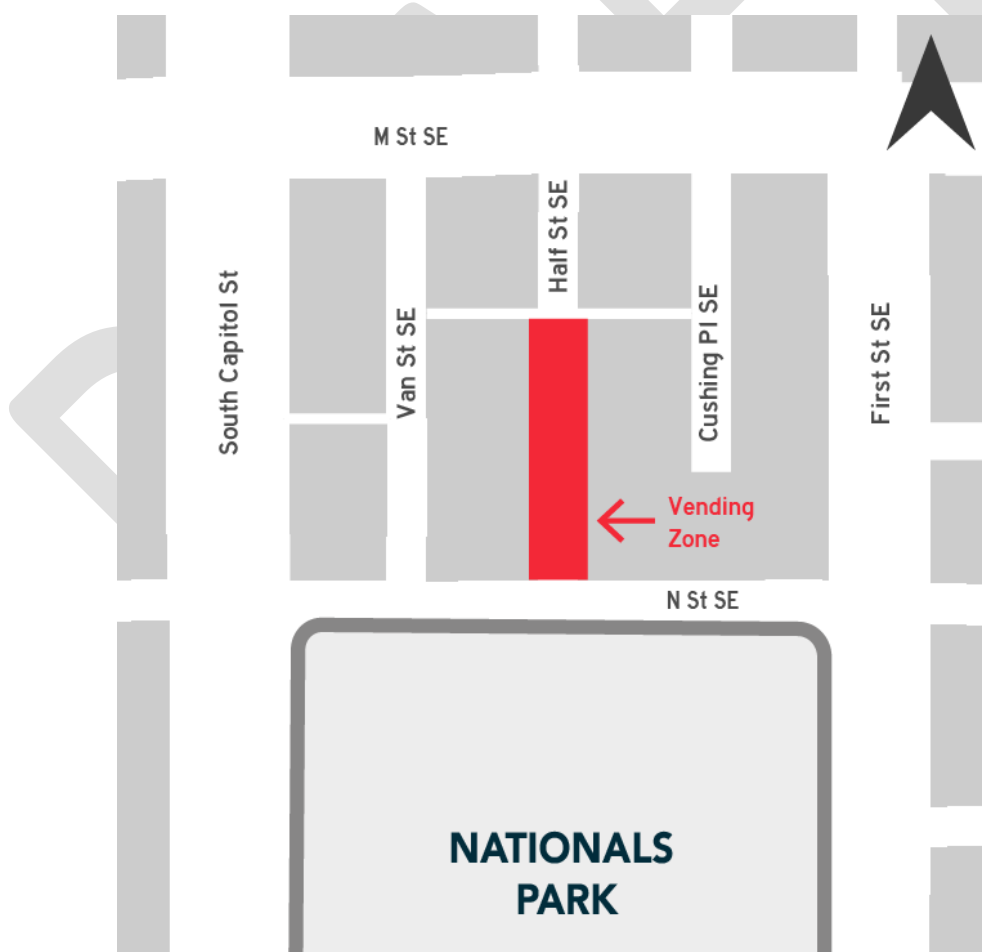 M St SE
Half St SE
South Capitol St
Van St SE
Cushing Pl SE
First St SE
Vending
Zone
N St SE
NATIONALS
PARK